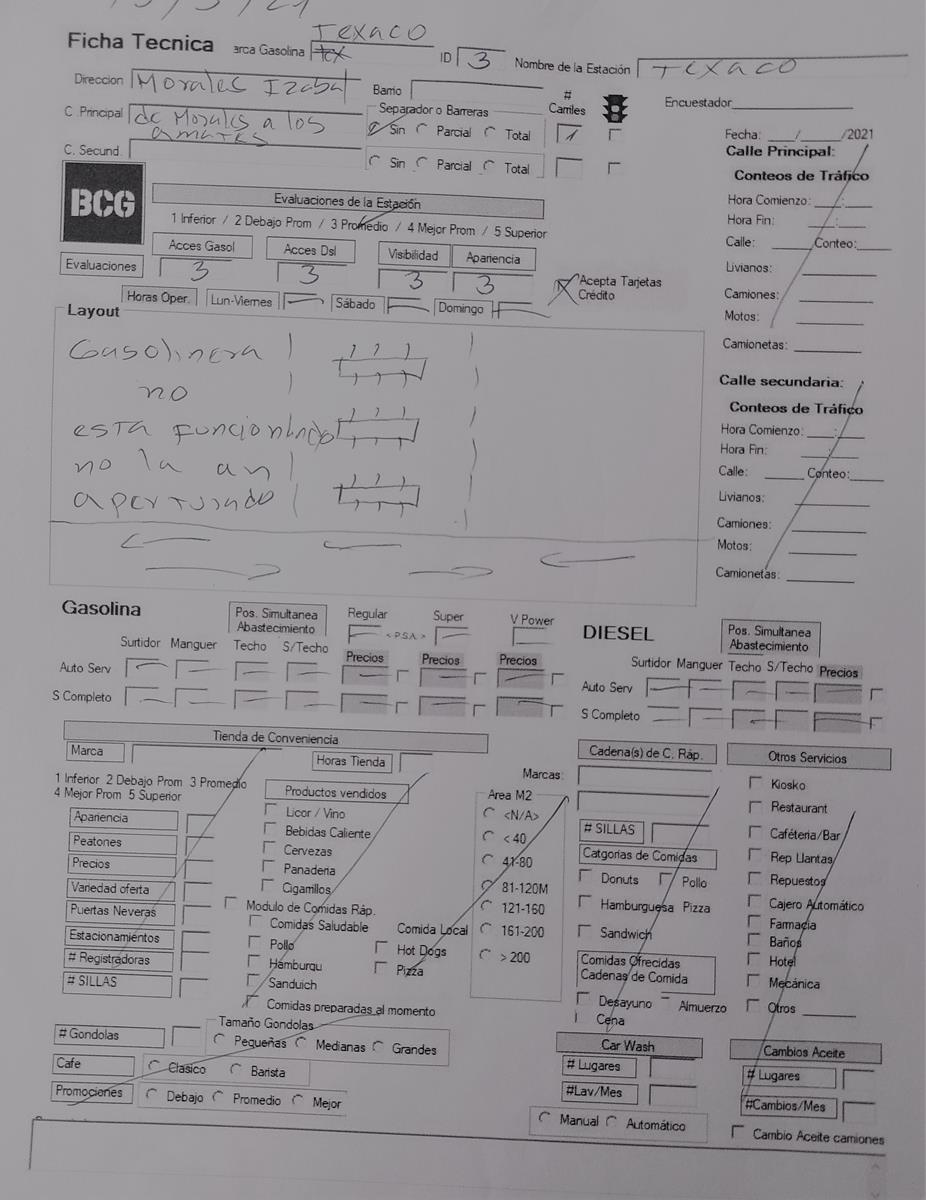 Texaco
Ficha Tecnica arca Gasolina tex ID 3 Nombre de la Estación Texaco
Direccion Morales Izabal Barrio # Carriles Encuestador
C. Principal de Morales a los amates Separador o Barreras Sin Parcial Total 1
C. Secund. Sin Parcial Total
Fecha: __/__/2021
Calle Principal:
Conteos de Tráfico
Hora Comienzo: __:__
Hora Fin: __:__
Calle: Conteo:
Livianos:
Camiones:
Motos:
Camionetas:
BCG
Evaluaciones de la Estación
1 Inferior / 2 Debajo Prom / 3 Promedio / 4 Mejor Prom / 5 Superior
Acces Gasol Acces Dsl Visibilidad Apariencia
Evaluaciones 3 3 3 3
Acepta Tarjetas
Crédito
Horas Oper. Lun-Viernes Sábado Domingo
Layout
Gasolinera
no
esta funcionando
no la an
aperturado
Calle secundaria:
Conteos de Tráfico
Hora Comienzo: __:__
Hora Fin: __:__
Calle: Conteo:
Livianos:
Camiones:
Motos:
Camionetas:
Gasolina
Pos. Simultanea
Abastecimiento
Regular < P.S.A. > Super V Power
Surtidor Manguer Techo S/Techo Precios Precios Precios
Auto Serv
S Completo
DIESEL
Pos. Simultanea
Abastecimiento
Surtidor Manguer Techo S/Techo Precios
Auto Serv
S Completo
Tienda de Conveniencia
Marca Horas Tienda
1 Inferior 2 Debajo Prom 3 Promedio
4 Mejor Prom 5 Superior
Apariencia
Peatones
Precios
Variedad oferta
Puertas Neveras
Estacionamientos
# Registradoras
# SILLAS
Productos vendidos
Licor / Vino
Bebidas Caliente
Cervezas
Panaderia
Cigarrillos
Modulo de Comidas Ráp.
Comidas Saludable
Pollo
Hamburqu
Sanduich
Comidas preparadas al momento
Comida Local
Hot Dogs
Pizza
Marcas:
Area M2
<N/A>
< 40
41-80
81-120M
121-160
161-200
> 200
Cadena(s) de C. Ráp.
# SILLAS
Catgorias de Comidas
Donuts Pollo
Hamburguesa Pizza
Sandwich
Comidas Ofrecidas
Cadenas de Comida
Desayuno Almuerzo
Cena
Otros Servicios
Kiosko
Restaurant
Caféteria/Bar
Rep Llantas
Repuestos
Cajero Automático
Farmacia
Baños
Hotel
Mecánica
Otros
# Gondolas
Tamaño Gondolas
Pequeñas Medianas Grandes
Cafe Clasico Barista
Promociones Debajo Promedio Mejor
Car Wash
# Lugares
#Lav/Mes
Manual Automático
Cambios Aceite
# Lugares
#Cambios/Mes
Cambio Aceite camiones